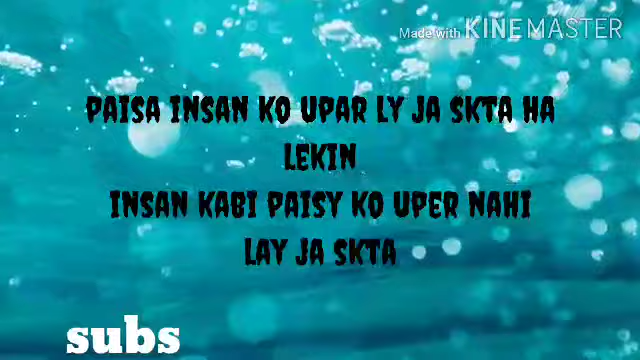 Made with KINEMASTER
PAISA INSAN KO UPAR LY JA SKTA HA
LEKIN
INSAN KABI PAISY KO UPER NAHI
LAY JA SKTA
subs